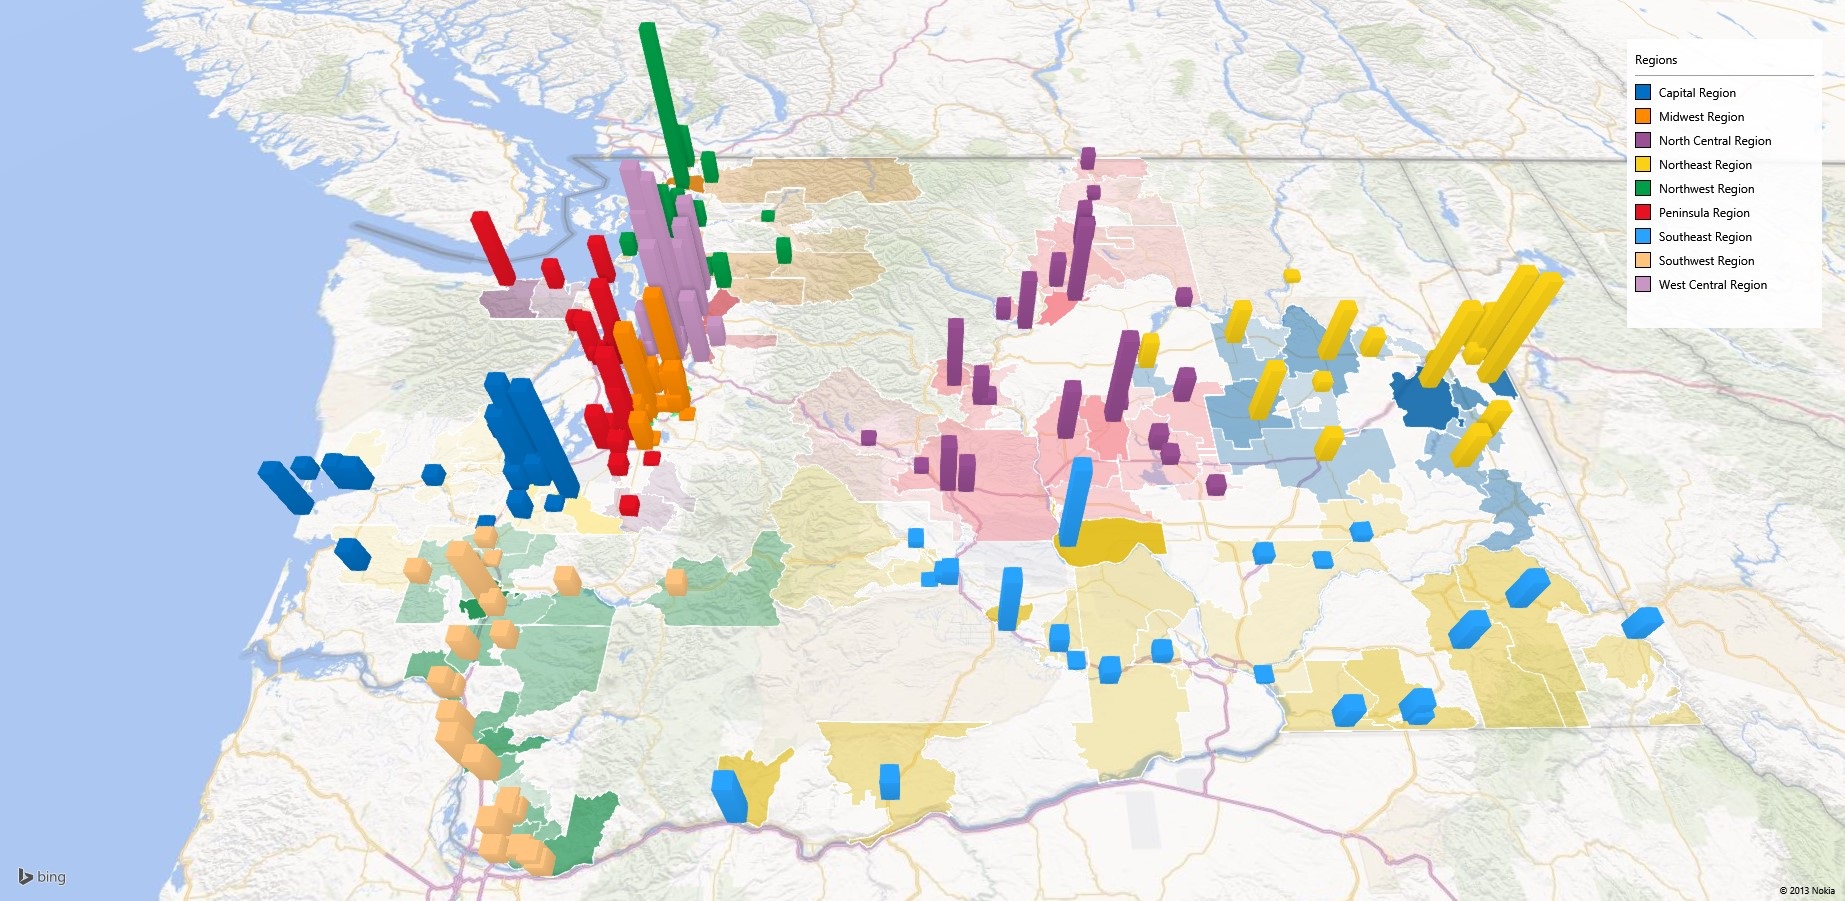 Regions
Capital Region
Midwest Region
North Central Region
Northeast Region
Northwest Region
Peninsula Region
Southeast Region
Southwest Region
West Central Region
bing
© 2013 Nokia